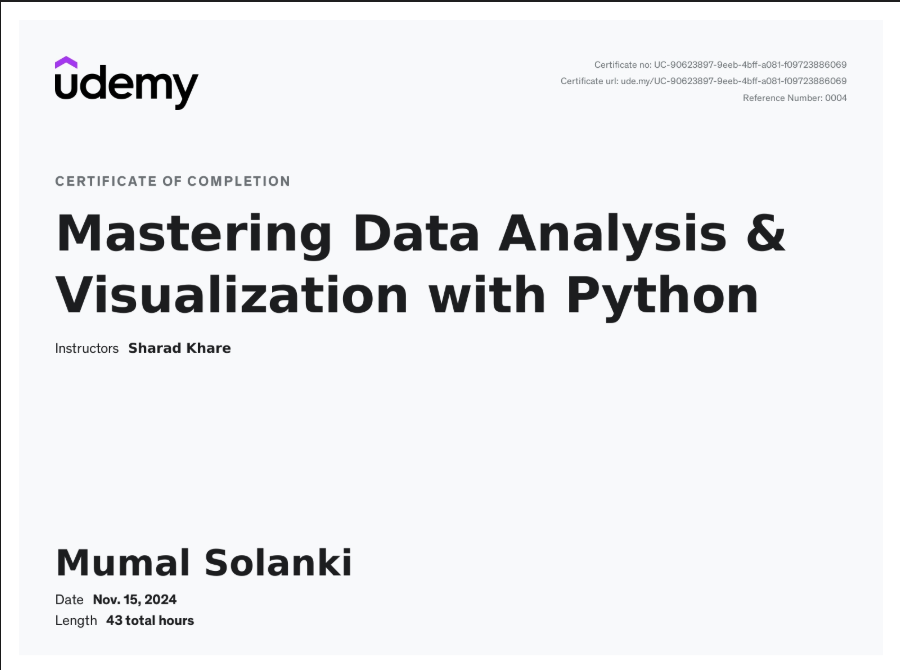 udemy
Certificate no: UC-90623897-9eeb-4bff-a081-f09723886069
Certificate url: ude.my/UC-90623897-9eeb-4bff-a081-f09723886069
Reference Number: 0004
CERTIFICATE OF COMPLETION
Mastering Data Analysis &
Visualization with Python
Instructors Sharad Khare
Mumal Solanki
Date Nov. 15, 2024
Length 43 total hours